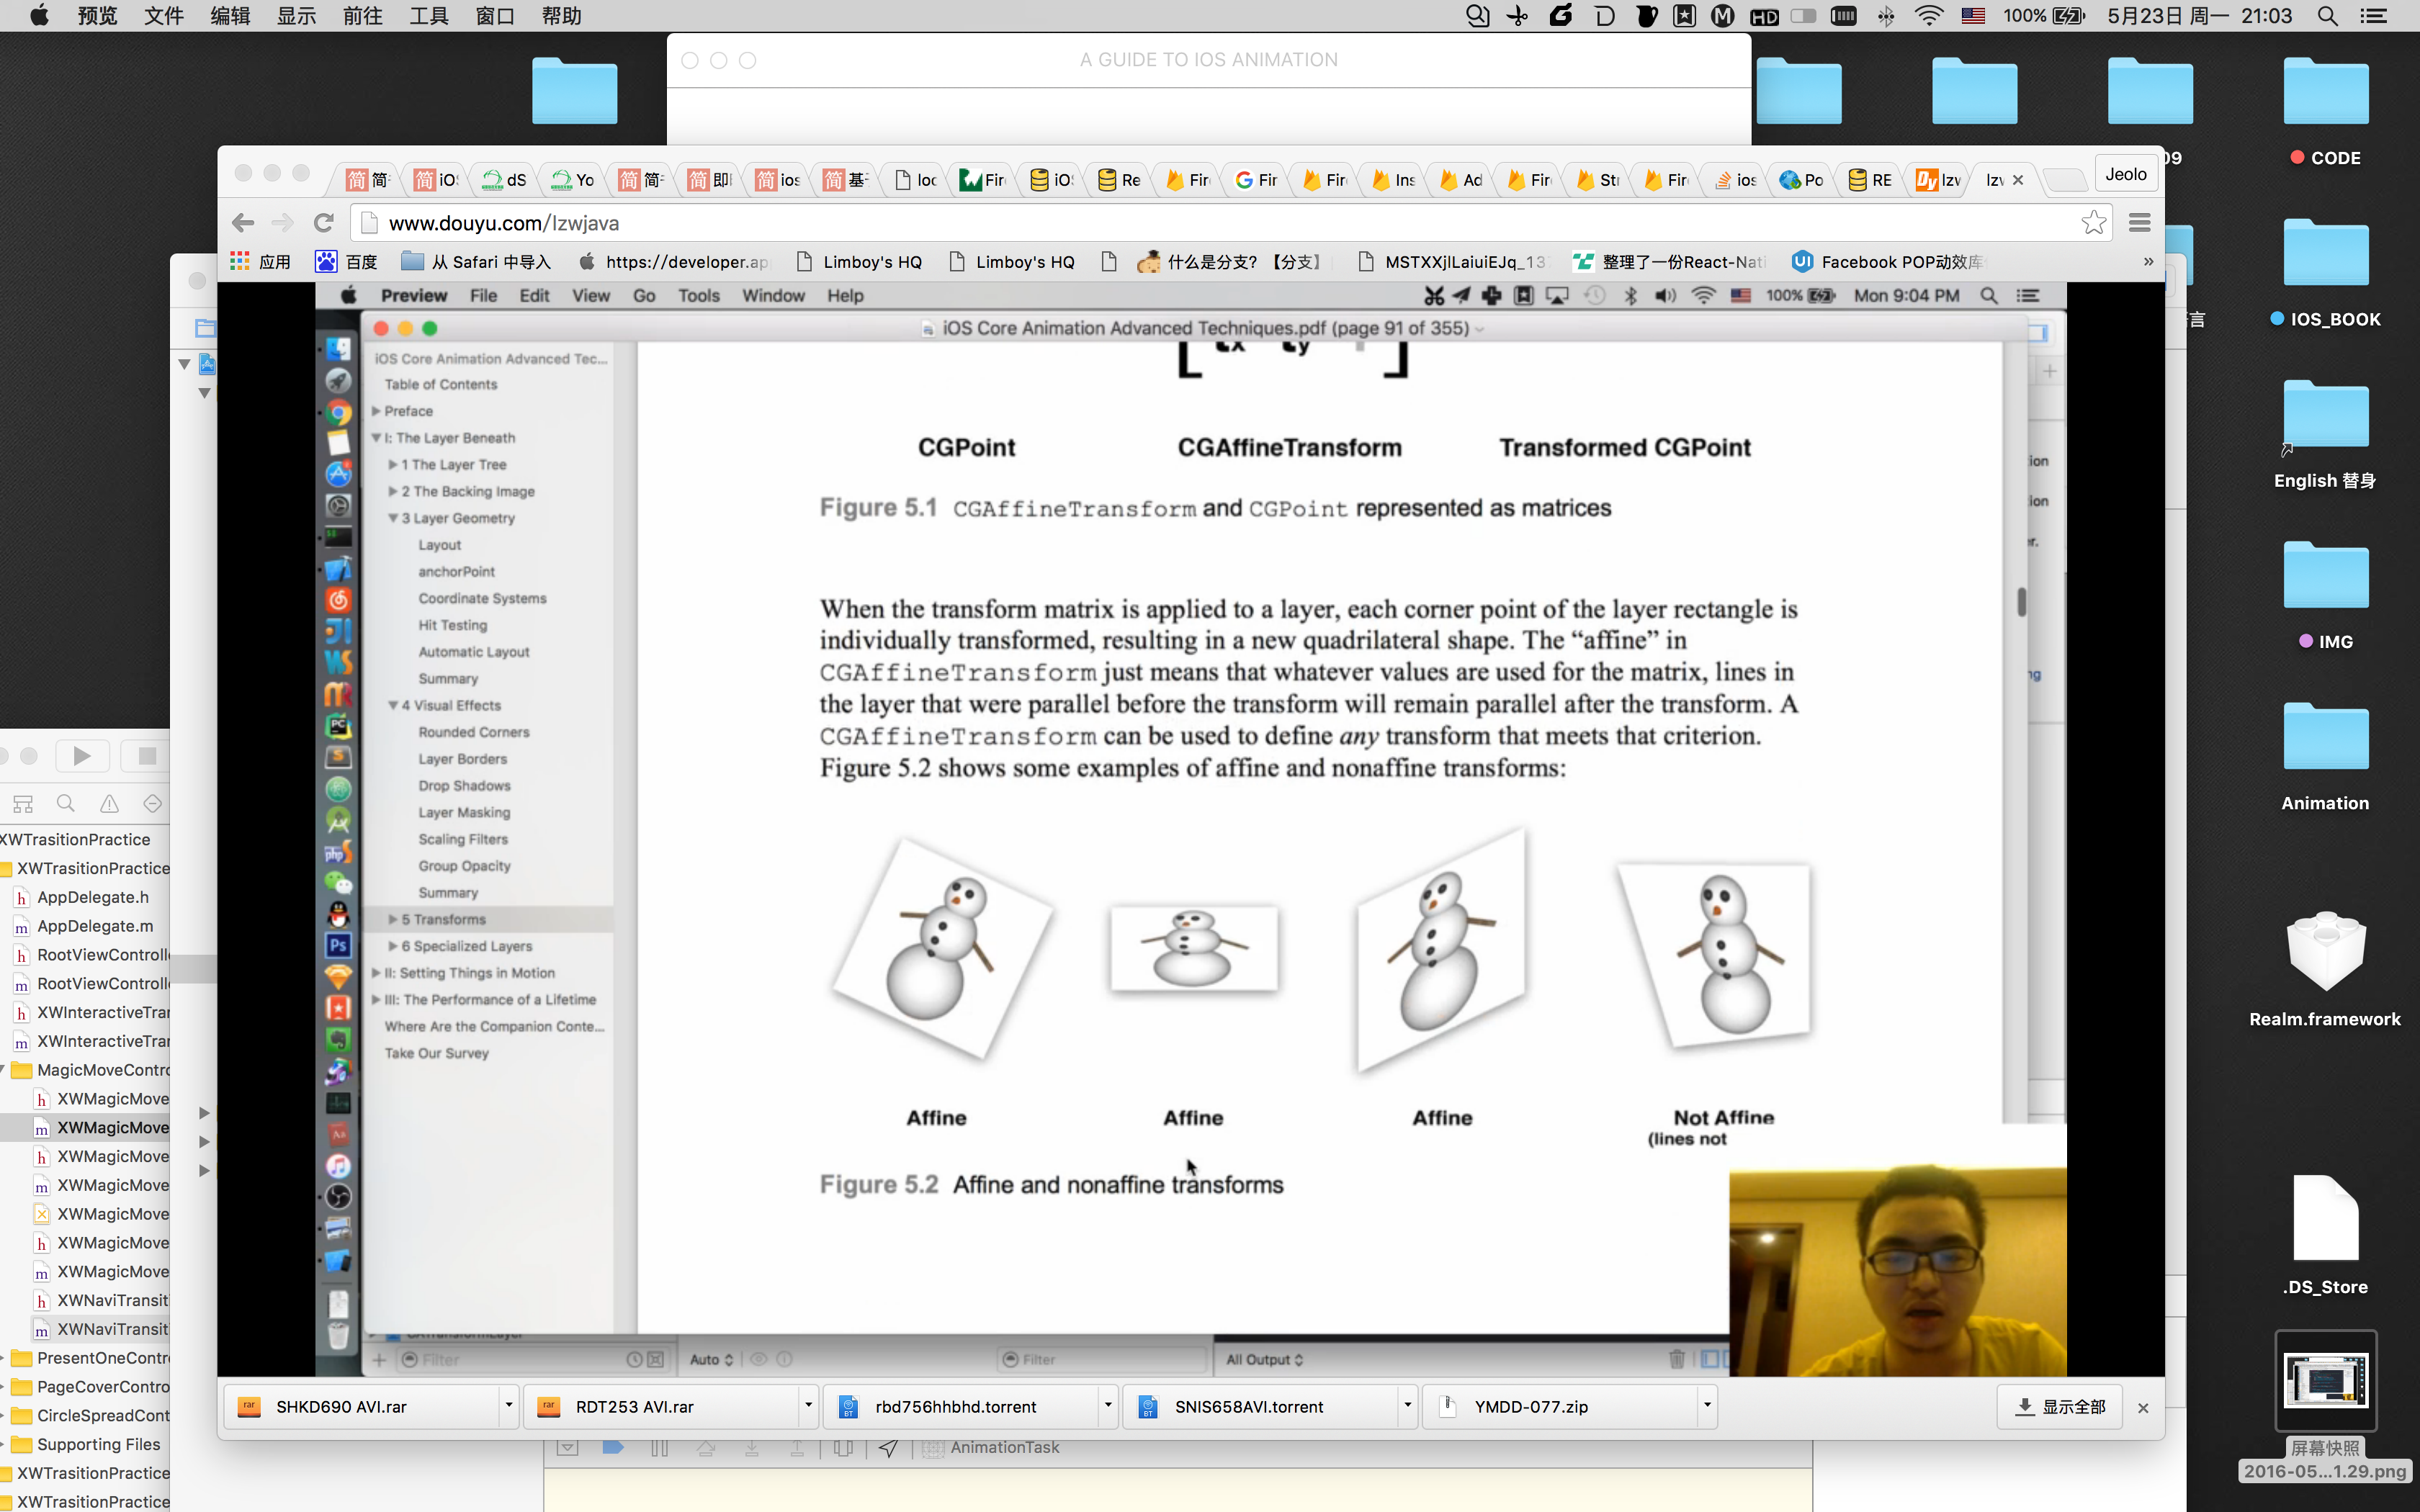 预览 文件 编辑 显示 前往 工具 窗口 帮助
100% 5月23日 周一 21:03
A GUIDE TO IOS ANIMATION
简 iO dS Yo 简 即 ios 基 loc Fir iO Re Fir Fir Fir Ins Ad Fir Str Fir ios Po RE lzw lzv
Jeolo
www.douyu.com/lzwjava
应用 百度 从 Safari 中导入 https://developer.ap Limboy's HQ Limboy's HQ 什么是分支? 【分支】 MSTXXjlLaiuiEJq_13 整理了一份React-Nati Facebook POP动效库 »
Preview File Edit View Go Tools Window Help
100% Mon 9:04 PM
iOS Core Animation Advanced Techniques.pdf (page 91 of 355)
iOS Core Animation Advanced Tec...
Table of Contents
Preface
I: The Layer Beneath
1 The Layer Tree
2 The Backing Image
3 Layer Geometry
Layout
anchorPoint
Coordinate Systems
Hit Testing
Automatic Layout
Summary
4 Visual Effects
Rounded Corners
Layer Borders
Drop Shadows
Layer Masking
Scaling Filters
Group Opacity
Summary
5 Transforms
6 Specialized Layers
II: Setting Things in Motion
III: The Performance of a Lifetime
Where Are the Companion Conte...
Take Our Survey
CGPoint CGAffineTransform Transformed CGPoint
Figure 5.1 CGAffineTransform and CGPoint represented as matrices
When the transform matrix is applied to a layer, each corner point of the layer rectangle is
individually transformed, resulting in a new quadrilateral shape. The “affine” in
CGAffineTransform just means that whatever values are used for the matrix, lines in
the layer that were parallel before the transform will remain parallel after the transform. A
CGAffineTransform can be used to define any transform that meets that criterion.
Figure 5.2 shows some examples of affine and nonaffine transforms:
Affine Affine Affine Not Affine
(lines not
Figure 5.2 Affine and nonaffine transforms
Filter Auto Filter All Output
SHKD690 AVI.rar RDT253 AVI.rar rbd756hhbhd.torrent SNIS658AVI.torrent YMDD-077.zip 显示全部
AnimationTask
XWTrasitionPractice
XWTrasitionPractice
AppDelegate.h
AppDelegate.m
RootViewControll
RootViewControll
XWInteractiveTrar
XWInteractiveTrar
MagicMoveContro
XWMagicMove
XWMagicMove
XWMagicMove
XWMagicMove
XWMagicMove
XWMagicMove
XWMagicMove
XWNaviTransit
XWNaviTransit
PresentOneContr
PageCoverContro
CircleSpreadCont
Supporting Files
XWTrasitionPractice
XWTrasitionPractice
09
CODE
IOS_BOOK
English 替身
IMG
Animation
Realm.framework
.DS_Store
屏幕快照
2016-05...1.29.png